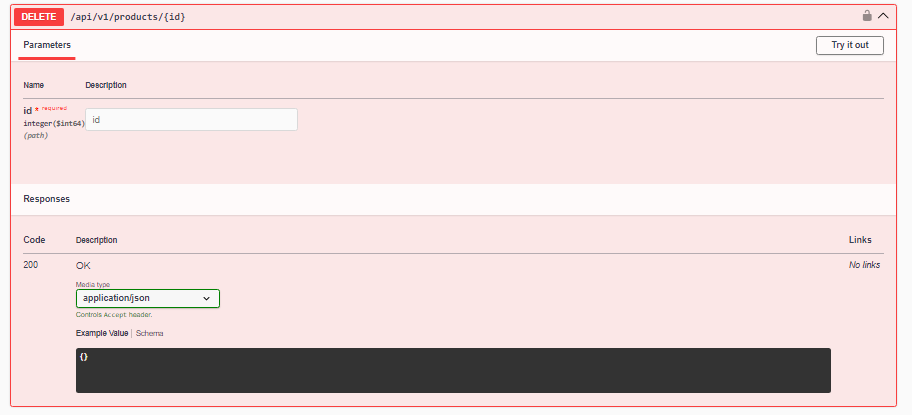 DELETE /api/v1/products/{id}
Parameters Try it out
Name Description
id * required
integer($int64) id
(path)
Responses
Code Description Links
200 OK No links
Media type
application/json
Controls Accept header.
Example Value | Schema
{}